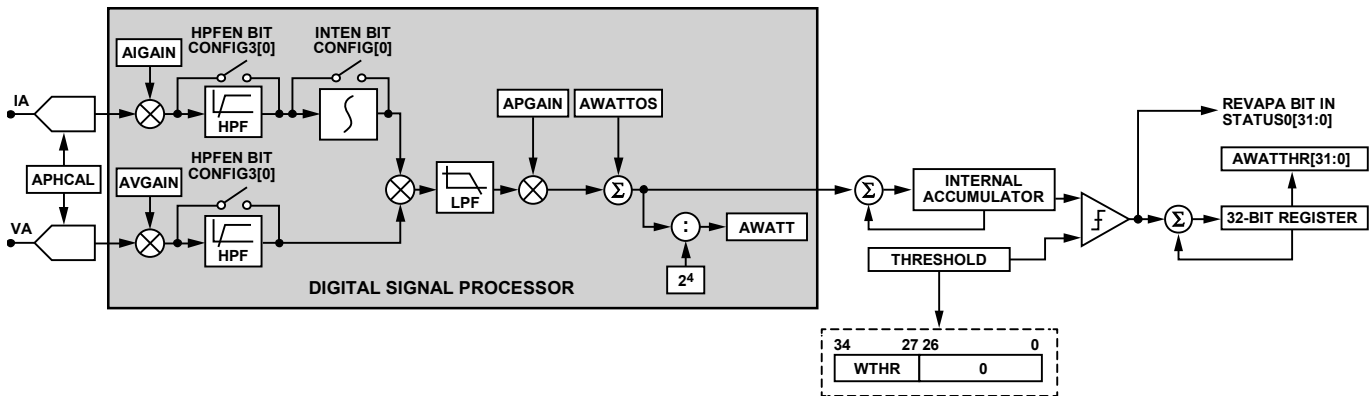 HPFEN BIT
CONFIG3[0]
INTEN BIT
CONFIG[0]
AIGAIN
IA
HPF
REVAPA BIT IN
STATUS0[31:0]
APGAIN
AWATTOS
HPFEN BIT
CONFIG3[0]
AWATTHR[31:0]
APHCAL
AVGAIN
LPF
Σ
Σ
INTERNAL
ACCUMULATOR
Σ
32-BIT REGISTER
VA
HPF
:
AWATT
THRESHOLD
2⁴
DIGITAL SIGNAL PROCESSOR
34 27 26 0
WTHR 0